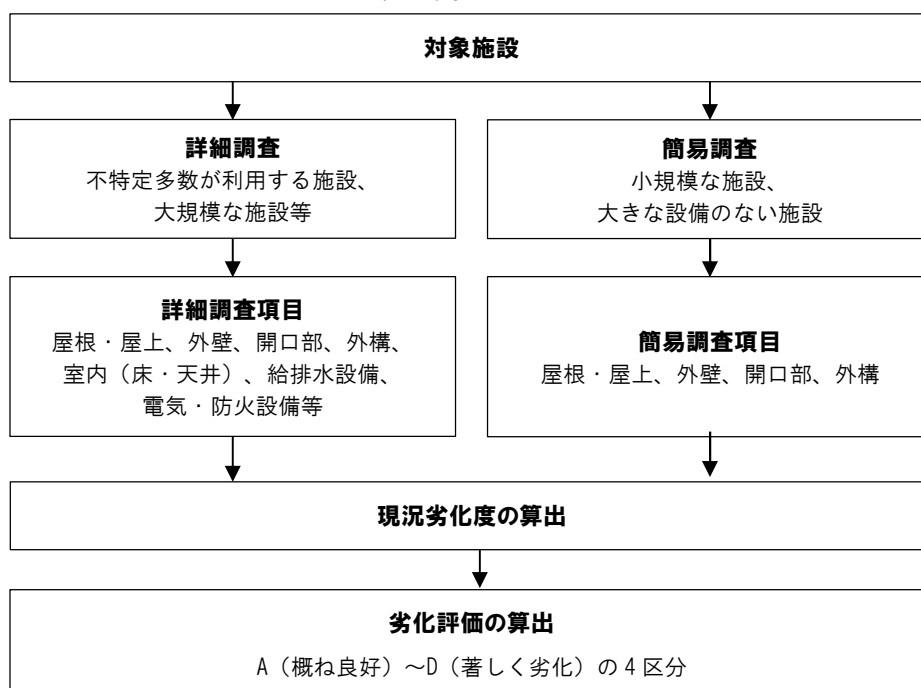 対象施設
詳細調査
不特定多数が利用する施設、
大規模な施設等
簡易調査
小規模な施設、
大きな設備のない施設
詳細調査項目
屋根・屋上、外壁、開口部、外構、
室内（床・天井）、給排水設備、
電気・防火設備等
簡易調査項目
屋根・屋上、外壁、開口部、外構
現況劣化度の算出
劣化評価の算出
A（概ね良好）～D（著しく劣化）の4区分